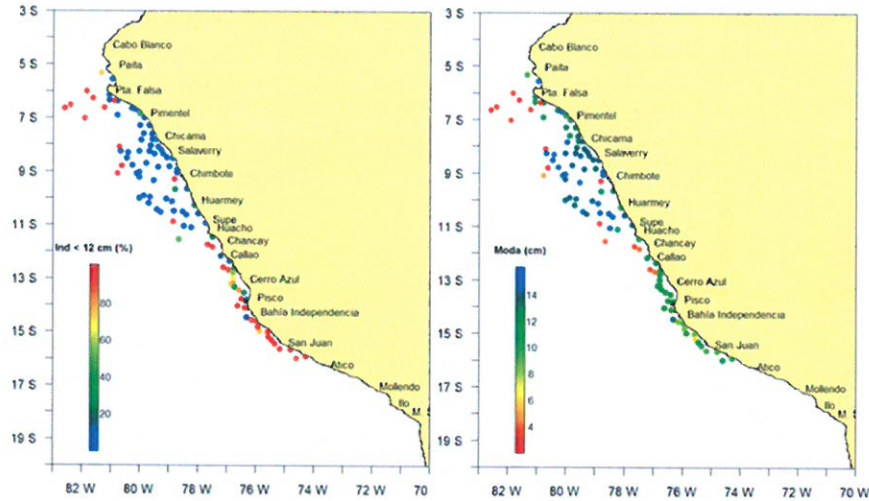 3 S
5 S
7 S
9 S
11 S
13 S
15 S
17 S
19 S
Cabo Blanco
Paita
Pta. Falsa
Pimentel
Chicama
Salaverry
Chimbote
Huarmey
Supe
Huacho
Chancay
Callao
Cerro Azul
Pisco
Bahía Independencia
San Juan
Atico
Mollendo
Ilo
M. S
Ind < 12 cm (%)
80
60
40
20
82 W
80 W
78 W
76 W
74 W
72 W
70
3 S
5 S
7 S
9 S
11 S
13 S
15 S
17 S
19 S
Cabo Blanco
Paita
Pta. Falsa
Pimentel
Chicama
Salaverry
Chimbote
Huarmey
Supe
Huacho
Chancay
Callao
Cerro Azul
Pisco
Bahía Independencia
San Juan
Atico
Mollendo
Ilo
M. S
Moda (cm)
14
12
10
8
6
4
82 W
80 W
78 W
76 W
74 W
72 W
70